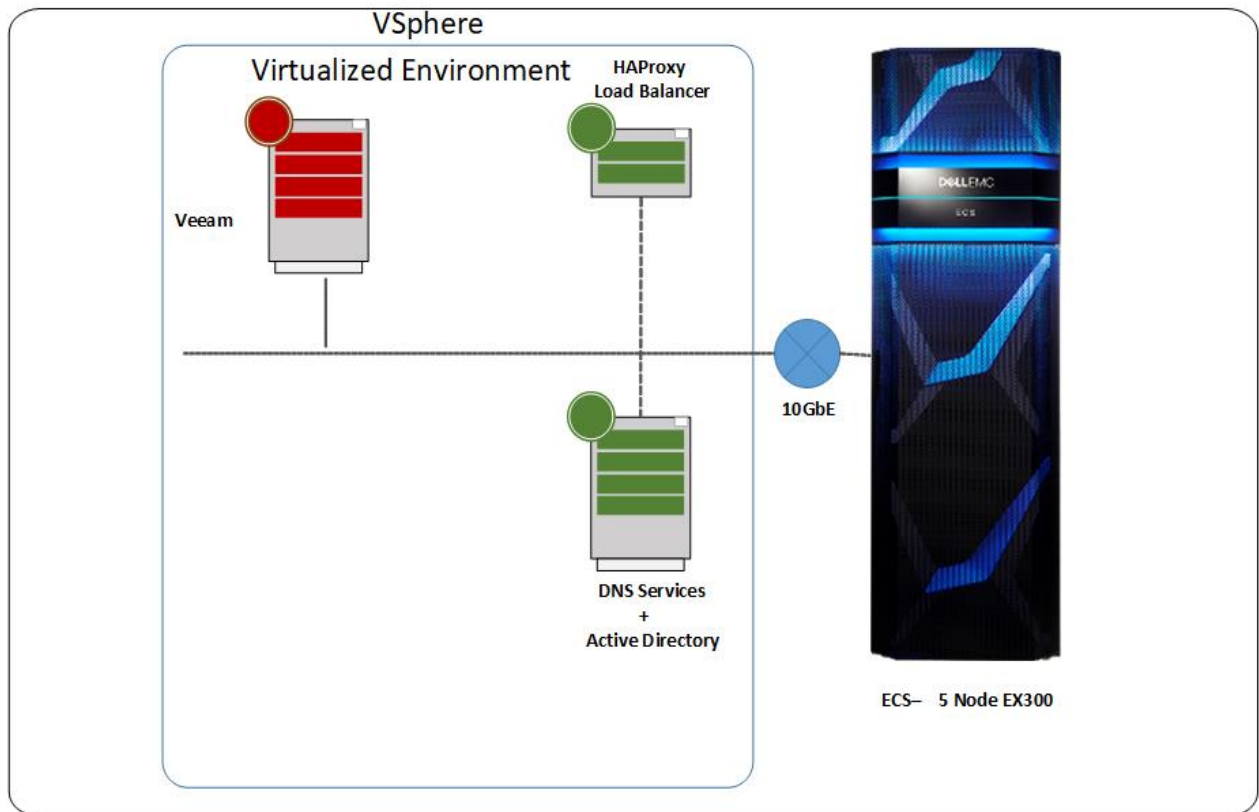 VSphere
Virtualized Environment
HAProxy
Load Balancer
Veeam
DELLEMC
ECS
10GbE
DNS Services
+
Active Directory
ECS– 5 Node EX300